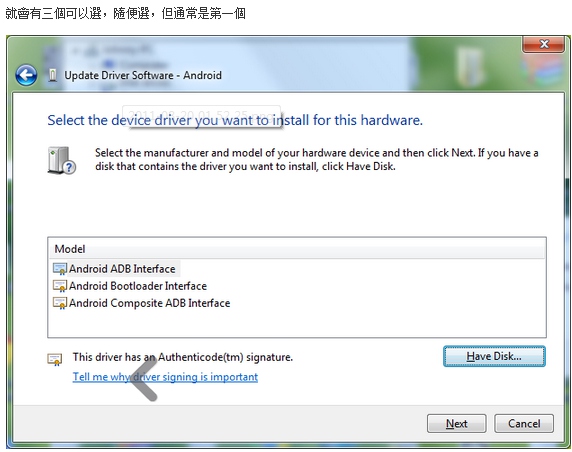 就會有三個可以選，隨便選，但通常是第一個
Update Driver Software - Android
Select the device driver you want to install for this hardware.
Select the manufacturer and model of your hardware device and then click Next. If you have a
disk that contains the driver you want to install, click Have Disk.
Model
Android ADB Interface
Android Bootloader Interface
Android Composite ADB Interface
This driver has an Authenticode(tm) signature.
Have Disk...
Tell me why driver signing is important
Next
Cancel